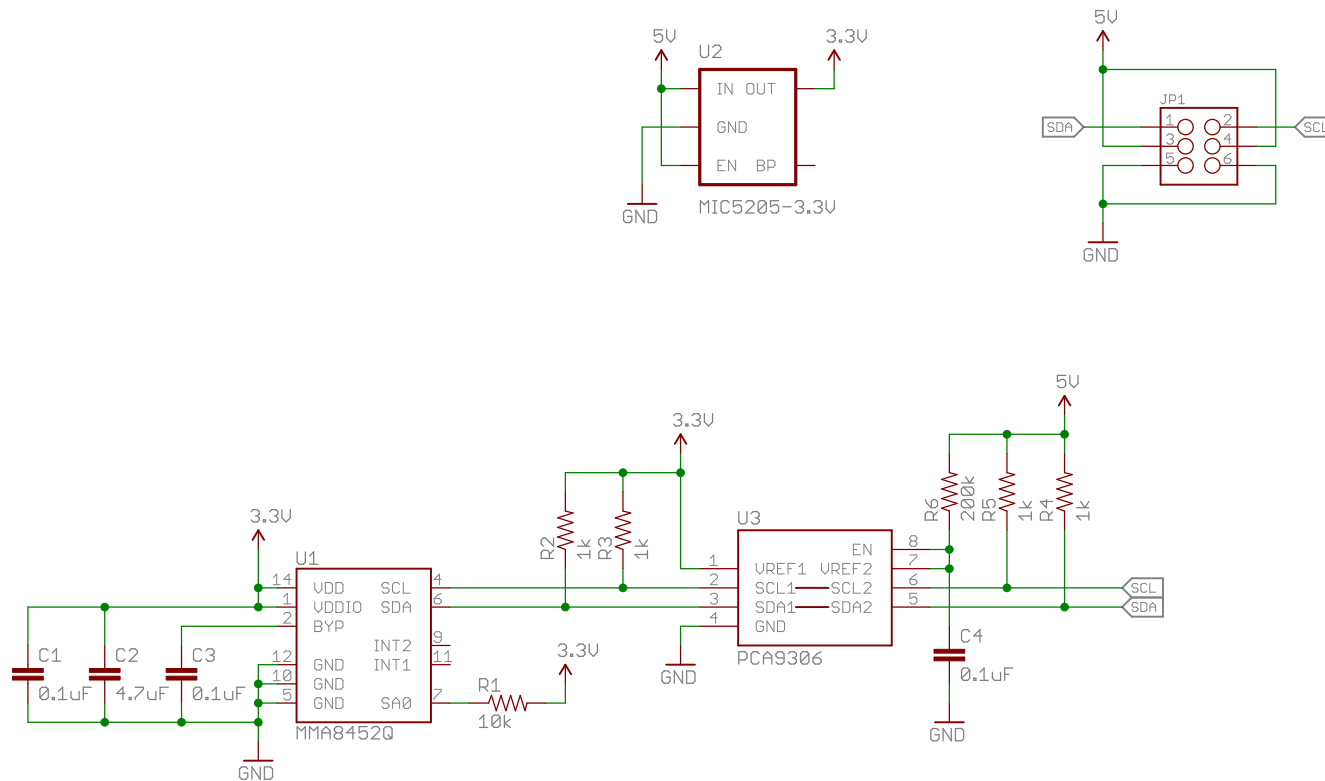 5V
U2
3.3V
IN OUT
GND
EN BP
GND
MIC5205-3.3V
5V
JP1
SDA
1
2
SCL
3
4
5
6
GND
5V
3.3V
R2
1k
R3
1k
R6
200k
R5
1k
R4
1k
U3
EN
8
1
VREF1 VREF2
7
2
SCL1 SCL2
6
SCL
3
SDA1 SDA2
5
SDA
4
GND
PCA9306
GND
C4
0.1uF
GND
3.3V
U1
14
VDD
SCL
4
1
VDDIO
SDA
6
2
BYP
INT2
9
12
GND
INT1
11
10
GND
5
GND
SA0
7
MMA8452Q
C1
0.1uF
C2
4.7uF
C3
0.1uF
R1
10k
3.3V
GND